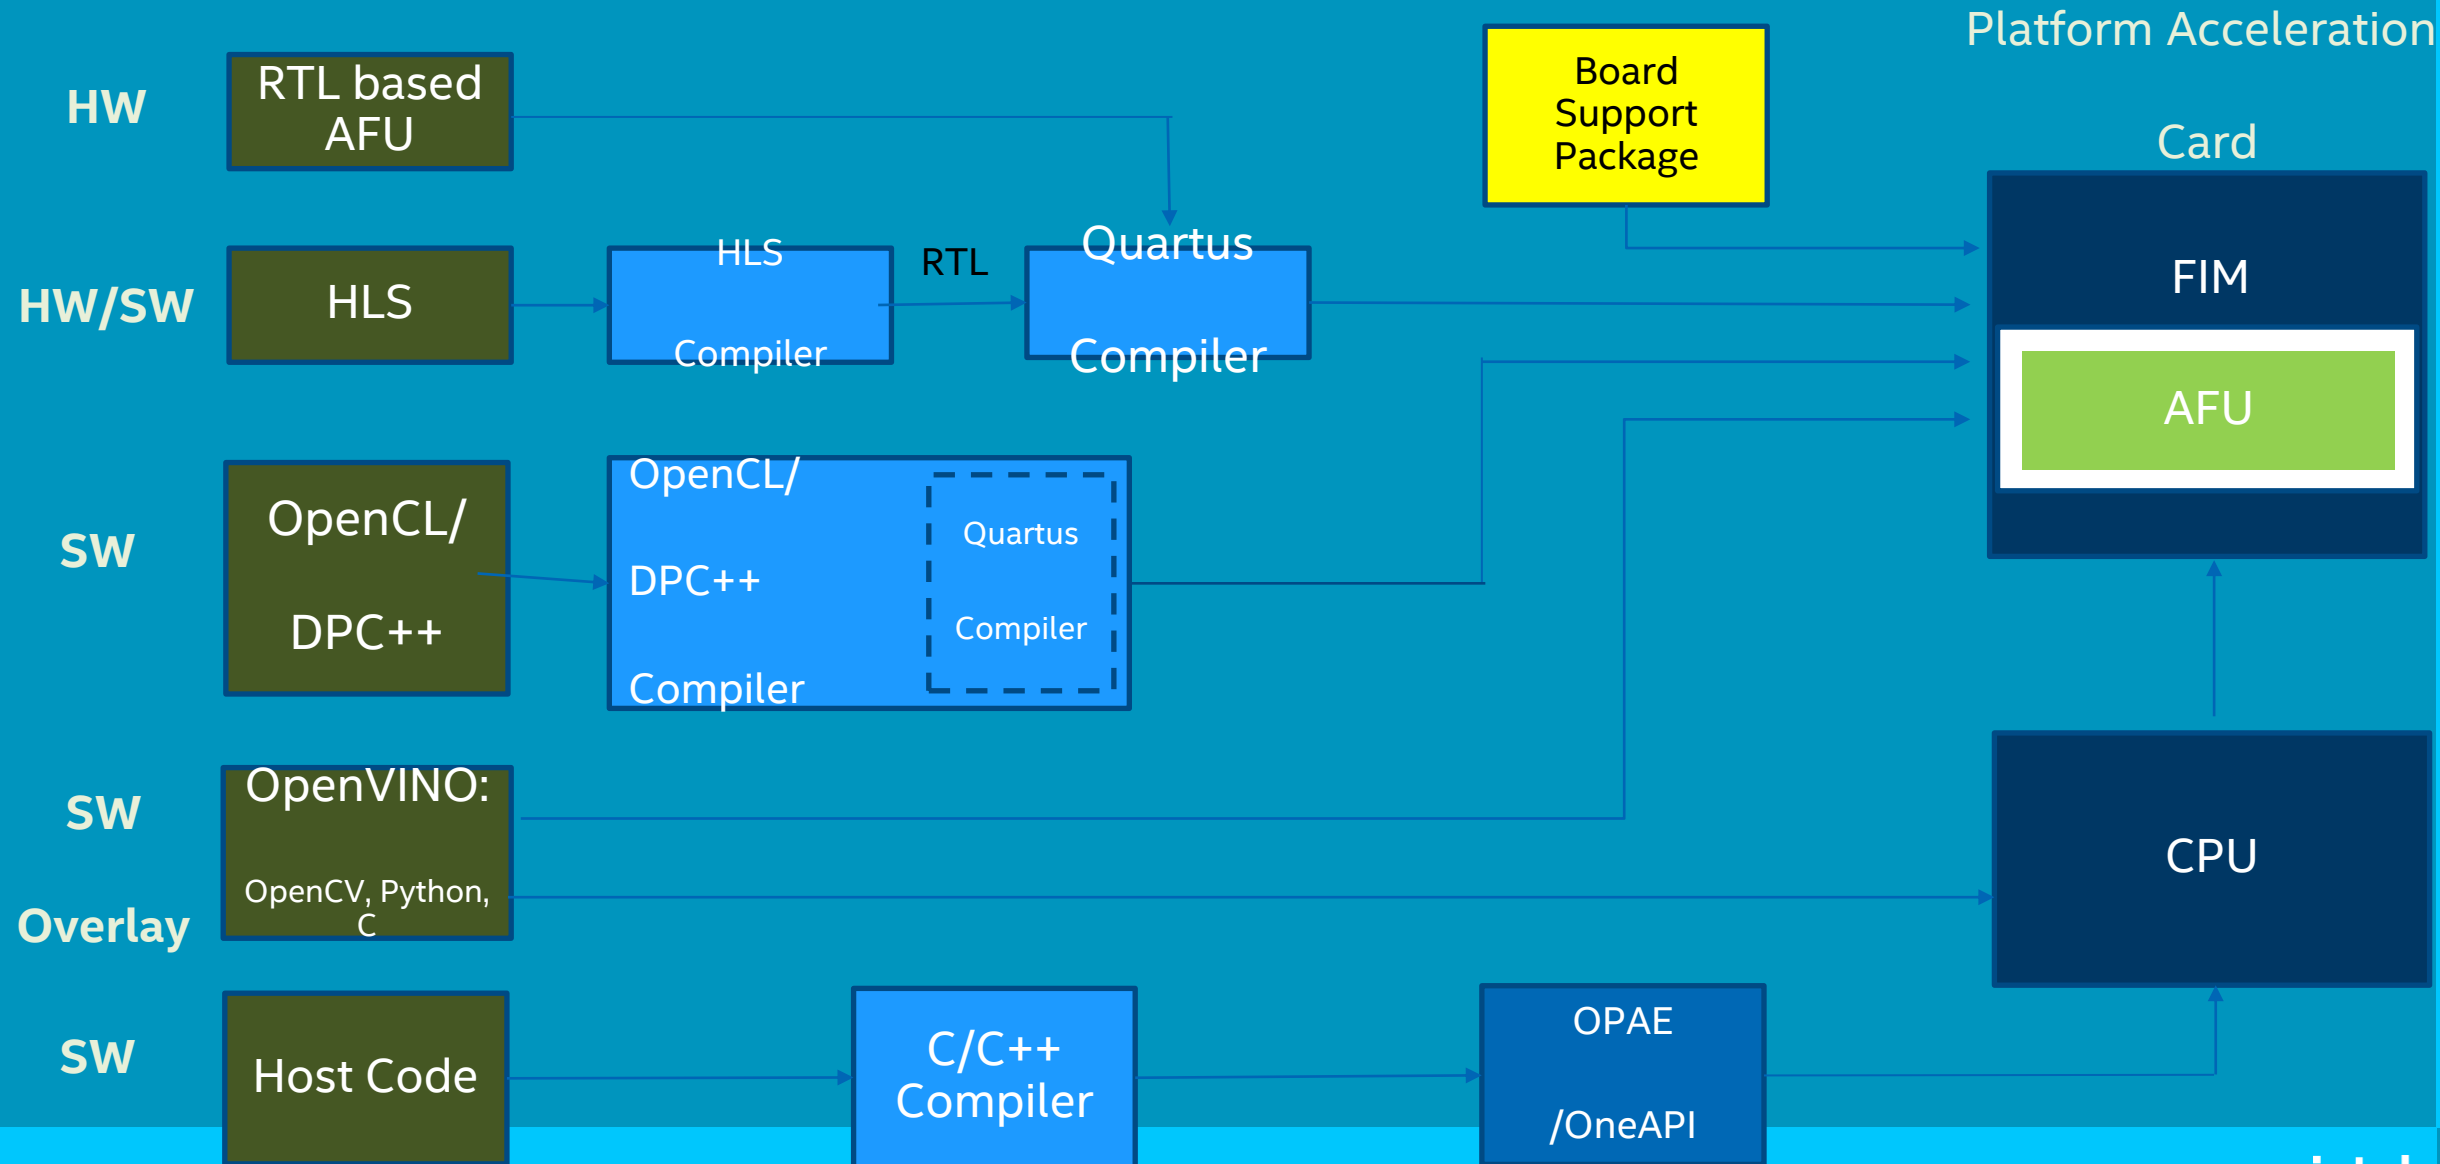 Platform Acceleration
Card
HW
RTL based
AFU
Board
Support
Package
HW/SW
HLS
HLS
Compiler
RTL
Quartus
Compiler
FIM
AFU
SW
OpenCL/
DPC++
OpenCL/
DPC++
Compiler
Quartus
Compiler
SW
Overlay
OpenVINO:
OpenCV, Python,
C
CPU
SW
Host Code
C/C++
Compiler
OPAE
/OneAPI